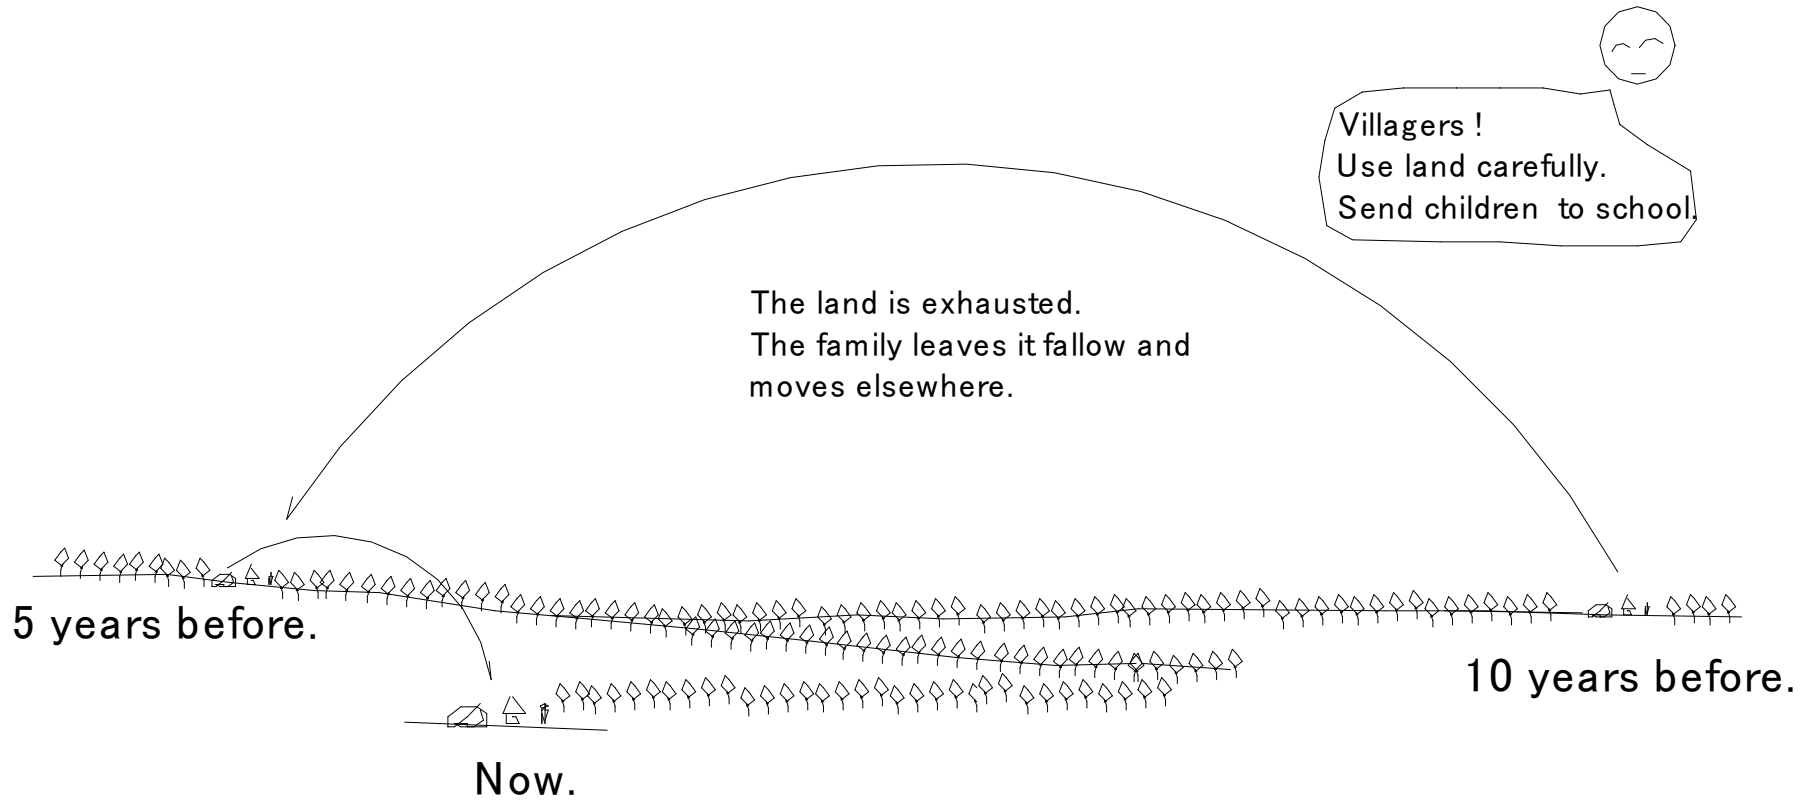 Villagers !
Use land carefully.
Send children to school.
The land is exhausted.
The family leaves it fallow and
moves elsewhere.
5 years before.
10 years before.
Now.